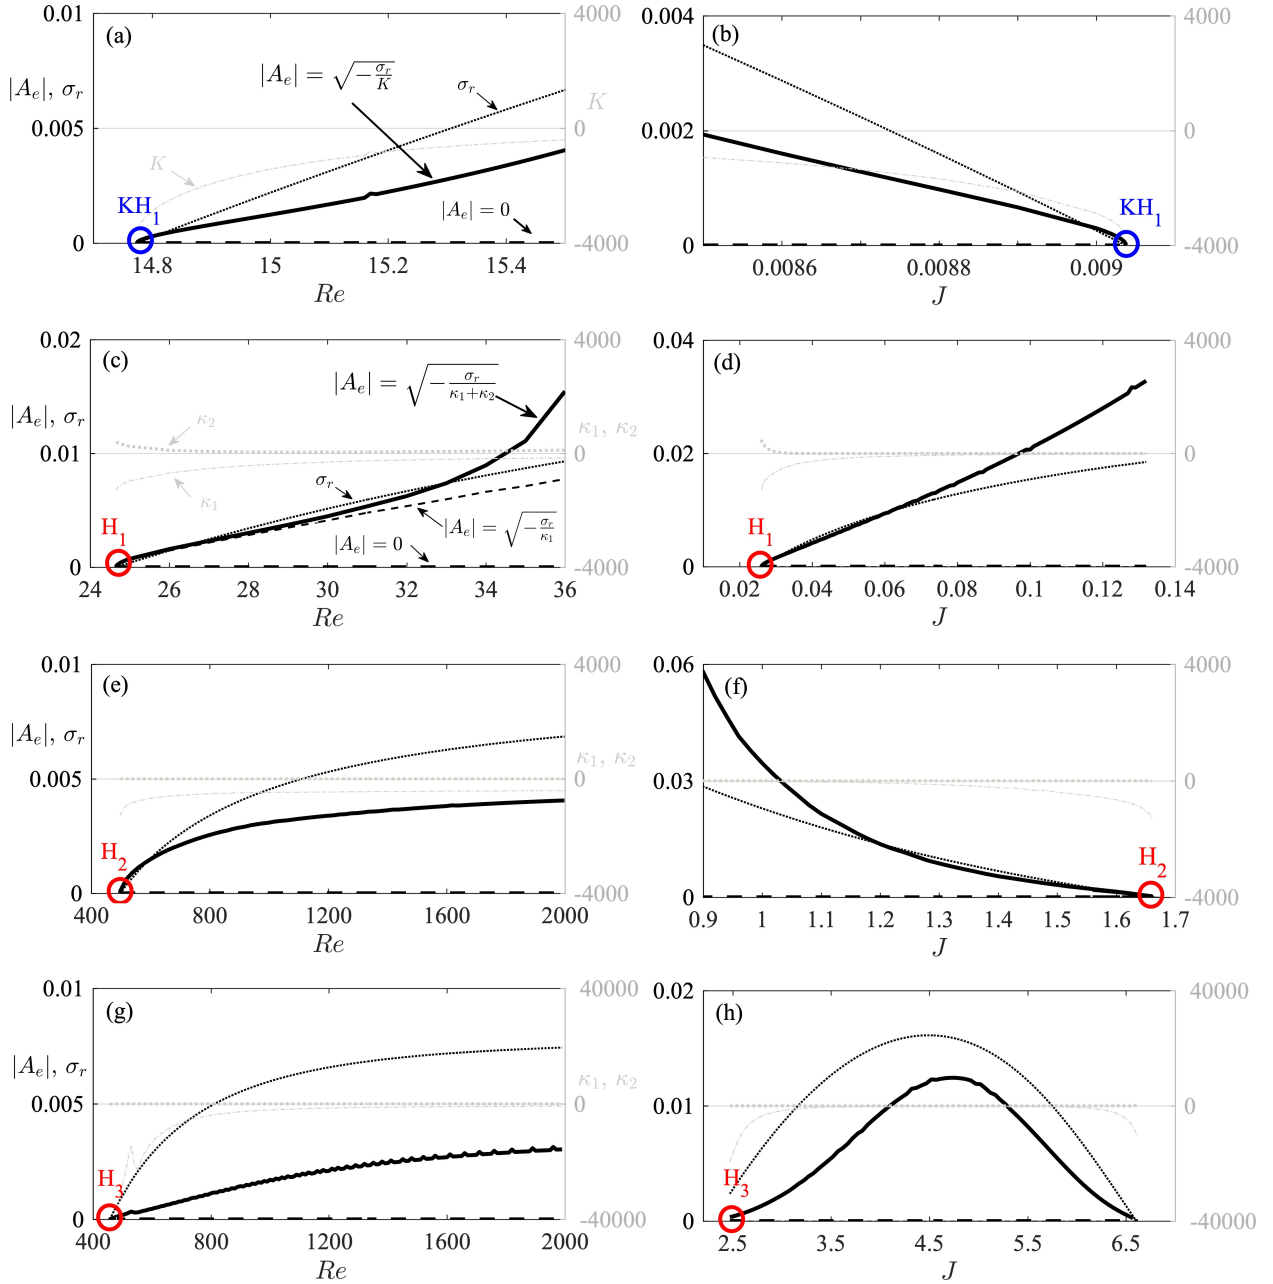 (a)
0.01
0.005
0
|A_e|, σ_r
|A_e| = √(−σ_r/K)
σ_r
K
|A_e| = 0
KH_1
14.8 15 15.2 15.4
Re
4000
K
0
-4000
(b)
0.004
0.002
0
KH_1
0.0086 0.0088 0.009
J
4000
0
-4000
(c)
0.02
|A_e|, σ_r
0.01
0
|A_e| = √(−σ_r/(κ_1+κ_2))
κ_2
κ_1
σ_r
|A_e| = √(−σ_r/κ_1)
|A_e| = 0
H_1
24 26 28 30 32 34 36
Re
4000
κ_1, κ_2
0
-4000
(d)
0.04
0.02
0
H_1
0.02 0.04 0.06 0.08 0.1 0.12 0.14
J
4000
0
-4000
(e)
0.01
|A_e|, σ_r
0.005
0
H_2
400 800 1200 1600 2000
Re
4000
κ_1, κ_2
0
-4000
(f)
0.06
0.03
0
H_2
0.9 1 1.1 1.2 1.3 1.4 1.5 1.6 1.7
J
4000
0
-4000
(g)
0.01
|A_e|, σ_r
0.005
0
H_3
400 800 1200 1600 2000
Re
40000
κ_1, κ_2
0
-40000
(h)
0.02
0.01
0
H_3
2.5 3.5 4.5 5.5 6.5
J
40000
0
-40000